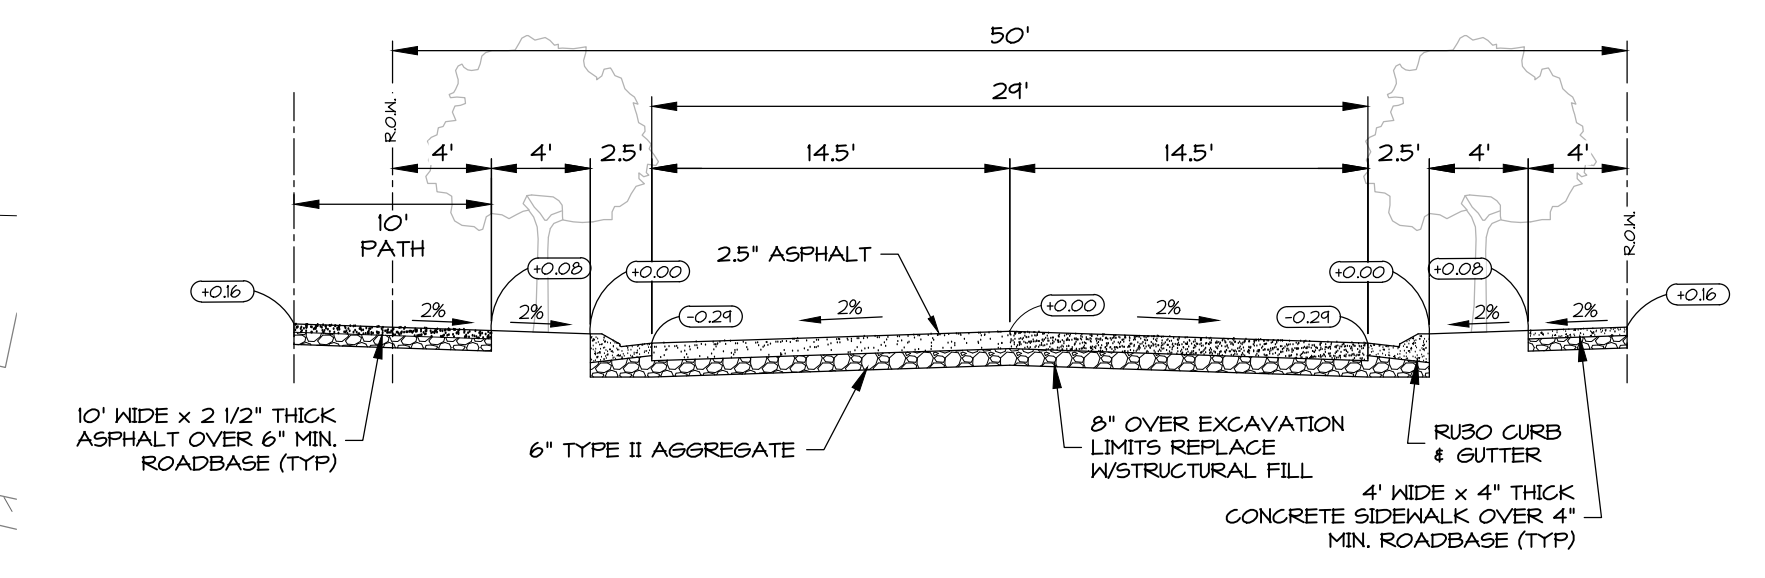 50'
29'
R.O.W.
4' 4' 2.5' 14.5' 14.5' 2.5' 4' 4'
10'
PATH
R.O.W.
2.5" ASPHALT
+0.16 +0.08 +0.00 +0.00 +0.08 +0.16
-0.29 +0.00 -0.29
2% 2% 2% 2% 2% 2%
10' WIDE x 2 1/2" THICK
ASPHALT OVER 6" MIN.
ROADBASE (TYP)
6" TYPE II AGGREGATE
8" OVER EXCAVATION
LIMITS REPLACE
W/STRUCTURAL FILL
RU30 CURB
& GUTTER
4' WIDE x 4" THICK
CONCRETE SIDEWALK OVER 4"
MIN. ROADBASE (TYP)